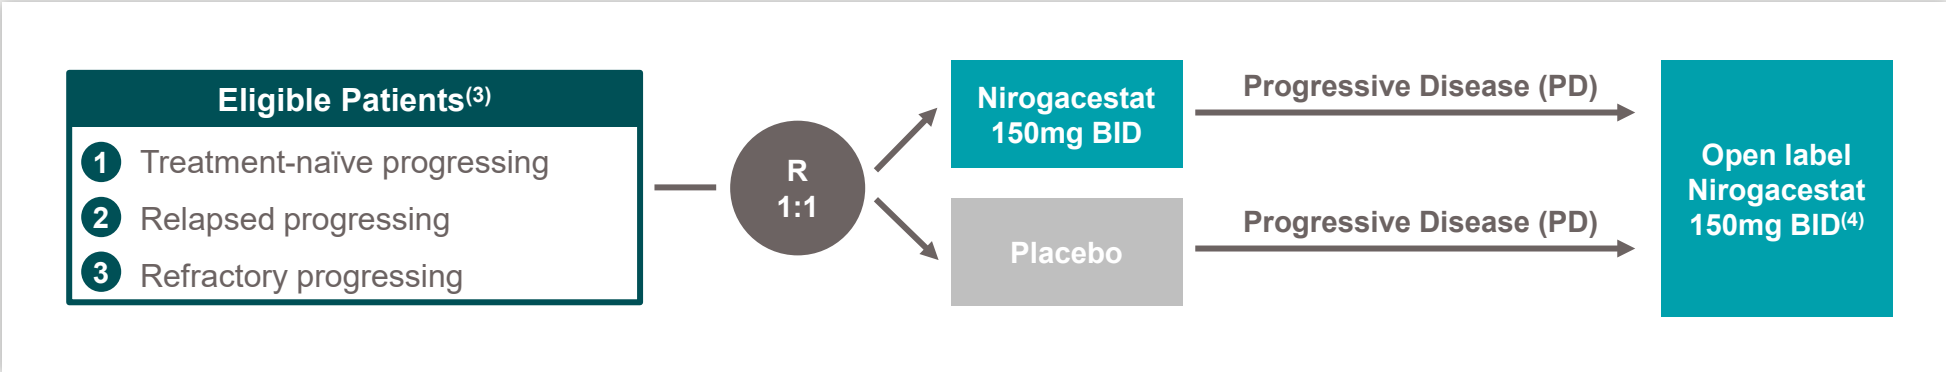 Eligible Patients(3)
1 Treatment-naïve progressing
2 Relapsed progressing
3 Refractory progressing
R
1:1
Nirogacestat
150mg BID
Placebo
Progressive Disease (PD)
Progressive Disease (PD)
Open label
Nirogacestat
150mg BID(4)